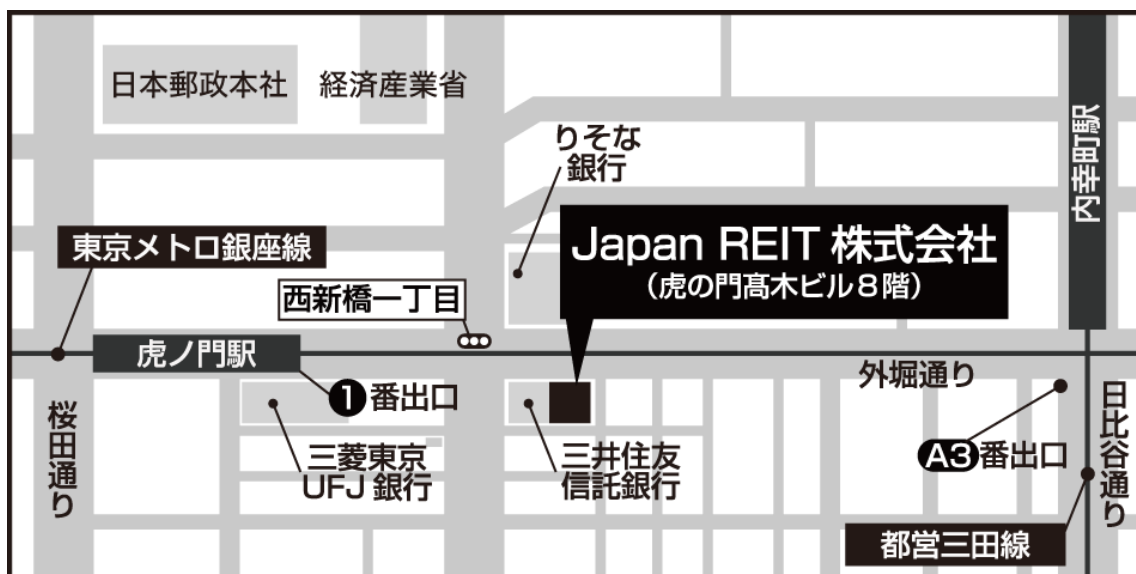 日本郵政本社
経済産業省
りそな
銀行
内幸町駅
東京メトロ銀座線
Japan REIT 株式会社
（虎の門髙木ビル８階）
西新橋一丁目
虎ノ門駅
外堀通り
1番出口
桜田通り
三菱東京
UFJ 銀行
三井住友
信託銀行
A3番出口
日比谷通り
都営三田線